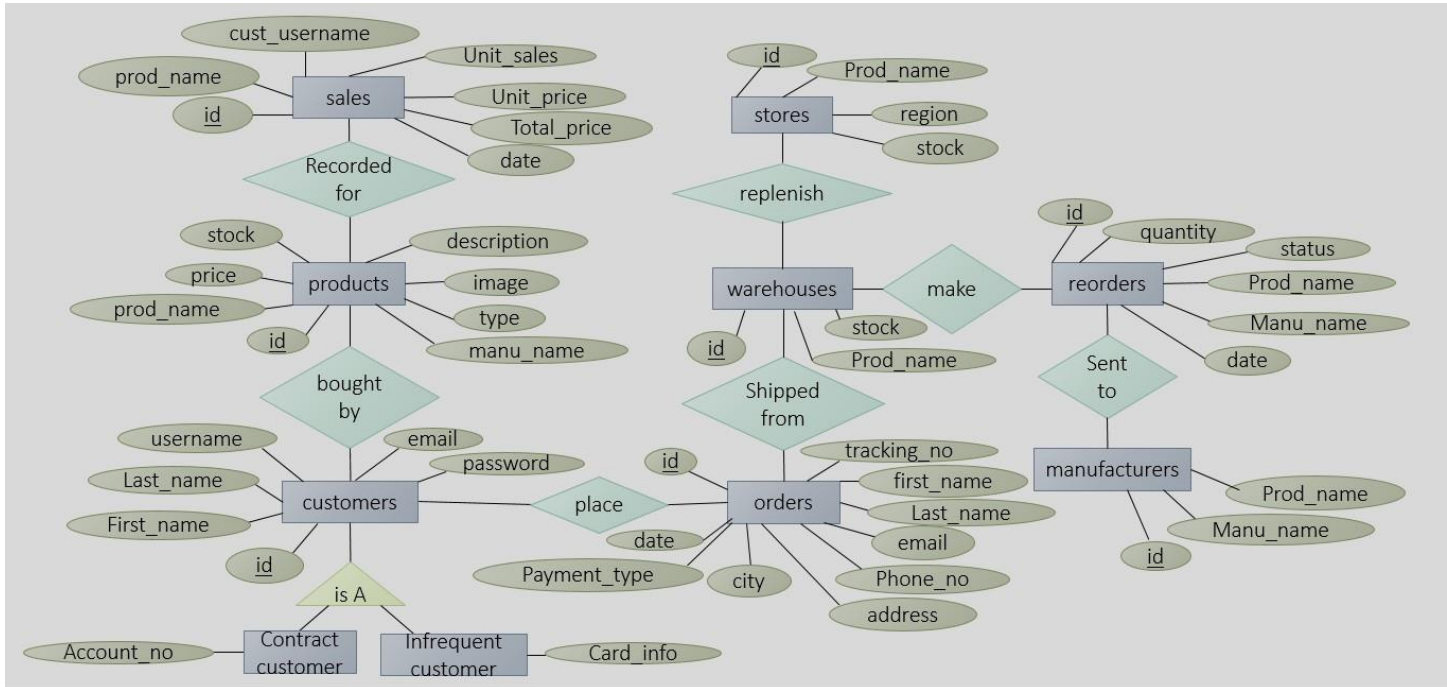 cust_username
Unit_sales
prod_name
sales
Unit_price
id
Total_price
date
Recorded
for
stock
description
price
products
image
prod_name
type
id
manu_name
bought
by
username
email
Last_name
password
customers
First_name
id
is A
Contract
customer
Infrequent
customer
Account_no
Card_info
place
id
Prod_name
stores
region
stock
replenish
warehouses
stock
id
Prod_name
make
id
quantity
status
reorders
Prod_name
Manu_name
date
Sent
to
manufacturers
Prod_name
Manu_name
id
Shipped
from
id
tracking_no
first_name
orders
Last_name
date
email
Payment_type
city
Phone_no
address